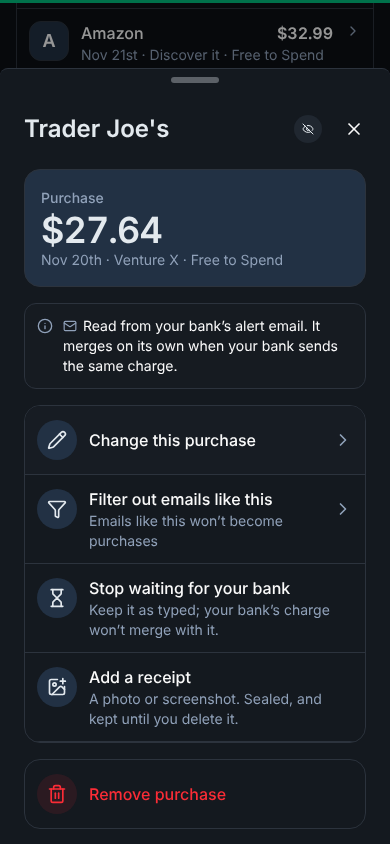 A
Amazon
$32.99
Nov 21st · Discover it · Free to Spend
Trader Joe's
Purchase
$27.64
Nov 20th · Venture X · Free to Spend
Read from your bank’s alert email. It
merges on its own when your bank sends
the same charge.
Change this purchase
Filter out emails like this
Emails like this won’t become
purchases
Stop waiting for your bank
Keep it as typed; your bank’s charge
won’t merge with it.
Add a receipt
A photo or screenshot. Sealed, and
kept until you delete it.
Remove purchase